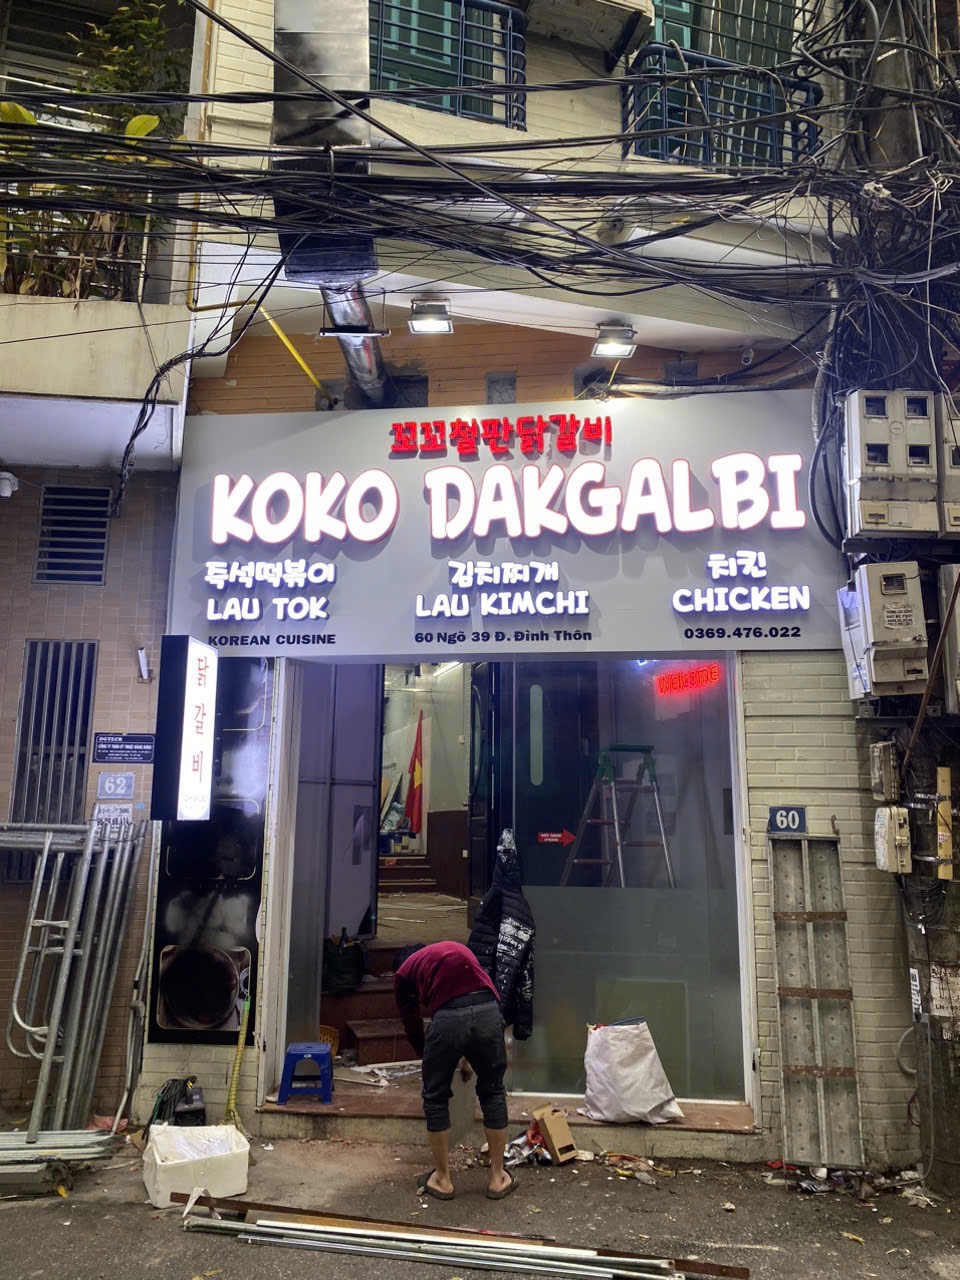 꼬꼬철판닭갈비
KOKO DAKGALBI
즉석떡볶이
LAU TOK
KOREAN CUISINE
김치찌개
LAU KIMCHI
60 Ngõ 39 Đ. Đình Thôn
치킨
CHICKEN
0369.476.022
welcome
닭갈비
62
60